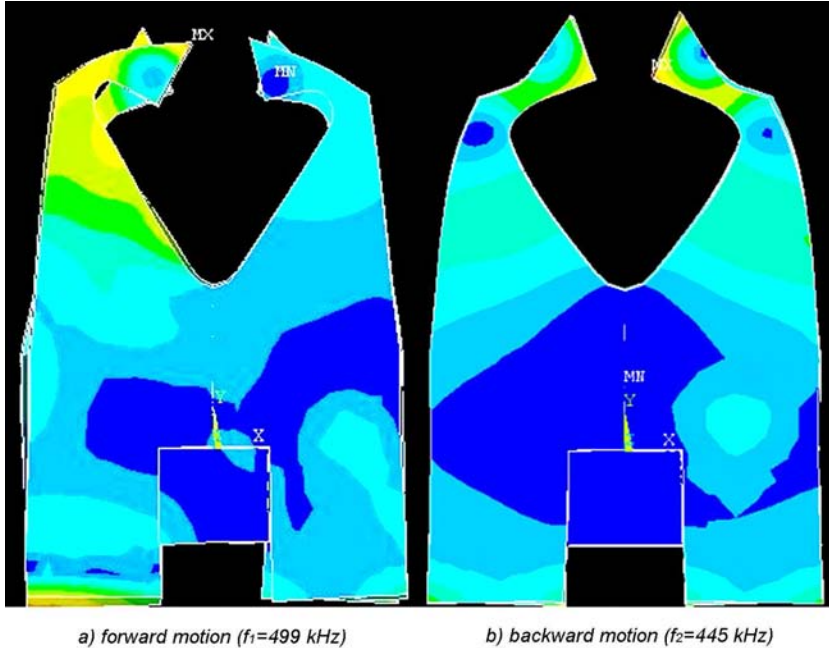 MX
MN
Y
X
MX
MN
Y
X
a) forward motion (f1=499 kHz)
b) backward motion (f2=445 kHz)